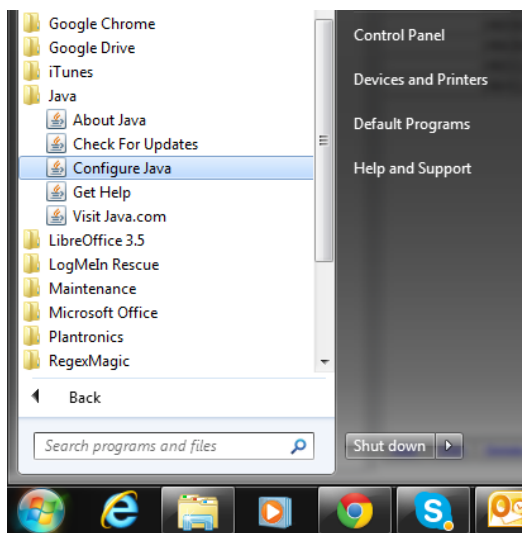 Google Chrome
Google Drive
iTunes
Java
About Java
Check For Updates
Configure Java
Get Help
Visit Java.com
LibreOffice 3.5
LogMeIn Rescue
Maintenance
Microsoft Office
Plantronics
RegexMagic
Back
Search programs and files
Control Panel
Devices and Printers
Default Programs
Help and Support
Shut down